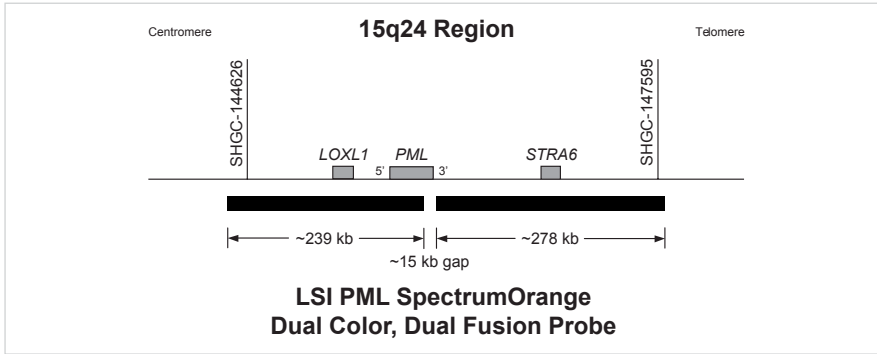 Centromere
15q24 Region
Telomere
SHGC-144626
SHGC-147595
LOXL1
5’
PML
3’
STRA6
~239 kb
~278 kb
~15 kb gap
LSI PML SpectrumOrange
Dual Color, Dual Fusion Probe